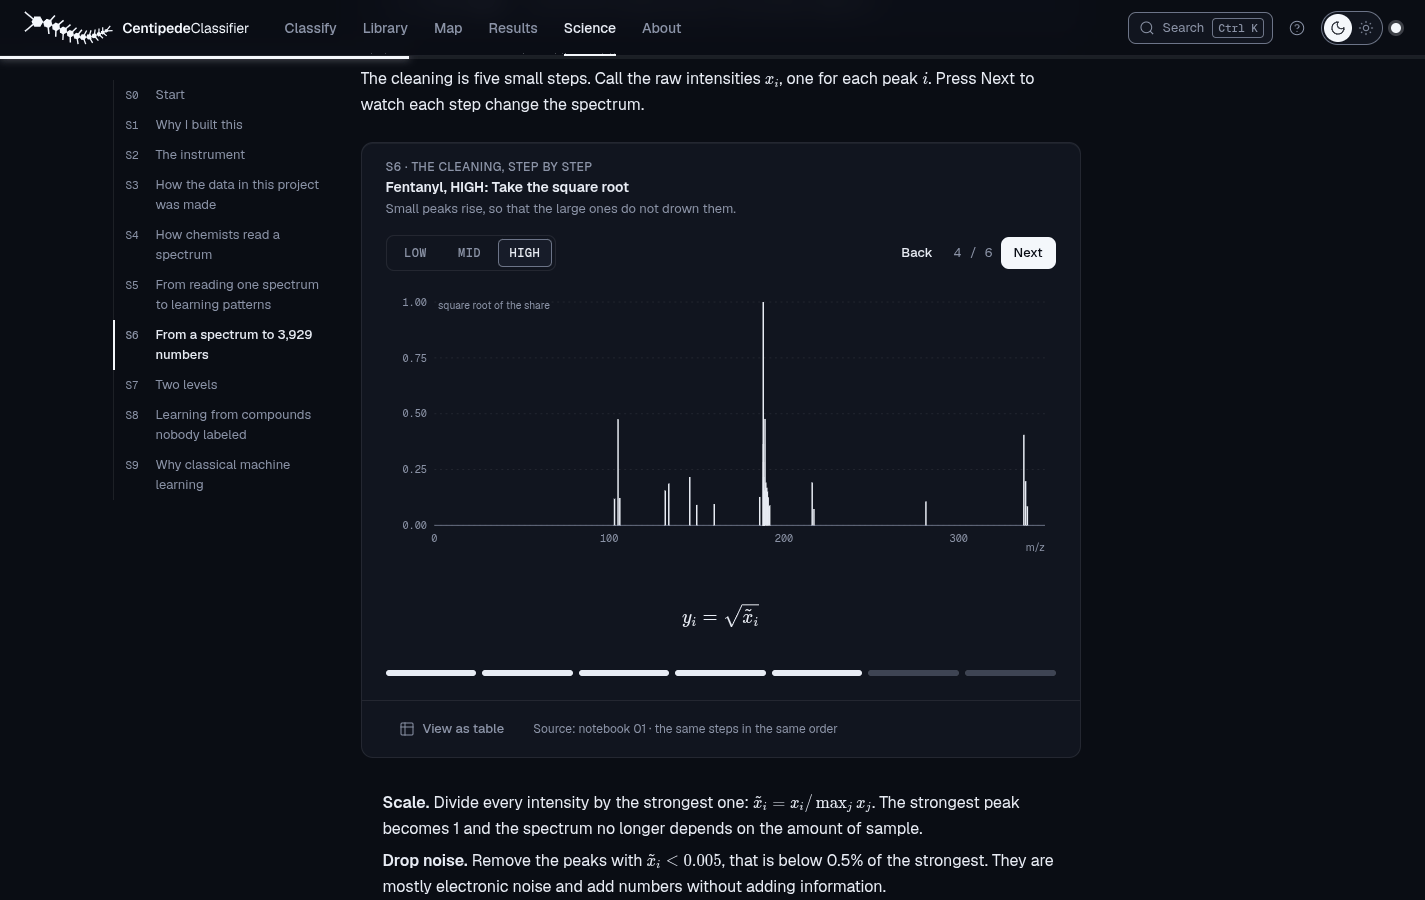 CentipedeClassifier Classify Library Map Results Science About Search Ctrl K
The cleaning is five small steps. Call the raw intensities xᵢ, one for each peak i. Press Next to
watch each step change the spectrum.
S0 Start
S1 Why I built this
S2 The instrument
S3 How the data in this project
was made
S4 How chemists read a
spectrum
S5 From reading one spectrum
to learning patterns
S6 From a spectrum to 3,929
numbers
S7 Two levels
S8 Learning from compounds
nobody labeled
S9 Why classical machine
learning
S6 · THE CLEANING, STEP BY STEP
Fentanyl, HIGH: Take the square root
Small peaks rise, so that the large ones do not drown them.
LOW MID HIGH Back 4 / 6 Next
1.00 square root of the share
0.75
0.50
0.25
0.00
0 100 200 300
m/z
yᵢ = √x̃ᵢ
View as table Source: notebook 01 · the same steps in the same order
Scale. Divide every intensity by the strongest one: x̃ᵢ = xᵢ/ maxⱼ xⱼ. The strongest peak
becomes 1 and the spectrum no longer depends on the amount of sample.
Drop noise. Remove the peaks with x̃ᵢ < 0.005, that is below 0.5% of the strongest. They are
mostly electronic noise and add numbers without adding information.